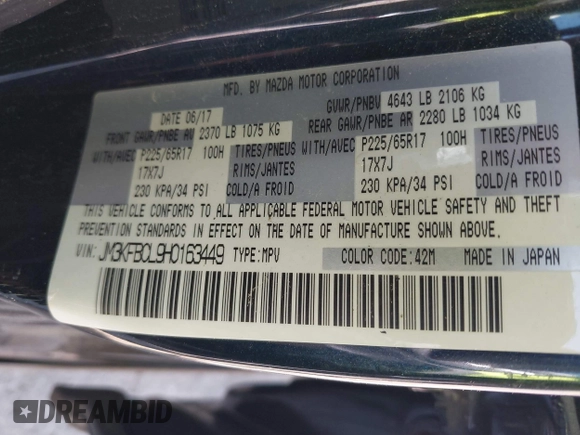 MFD. BY MAZDA MOTOR CORPORATION
DATE 06/17 GVWR/PNBV 4643 LB 2106 KG
FRONT GAWR/PNBE AV 2370 LB 1075 KG REAR GAWR/PNBE AR 2280 LB 1034 KG
WITH/AVEC P225/65R17 100H TIRES/PNEUS WITH/AVEC P225/65R17 100H TIRES/PNEUS
17X7J RIMS/JANTES 17X7J RIMS/JANTES
230 KPA/34 PSI COLD/A FROID 230 KPA/34 PSI COLD/A FROID
THIS VEHICLE CONFORMS TO ALL APPLICABLE FEDERAL MOTOR VEHICLE SAFETY AND THEFT
PREVENTION STANDARDS IN EFFECT ON THE DATE OF MANUFACTURE SHOWN ABOVE.
VIN: JM3KFBCL9H0163449 TYPE: MPV COLOR CODE: 42M MADE IN JAPAN
DREAMBID